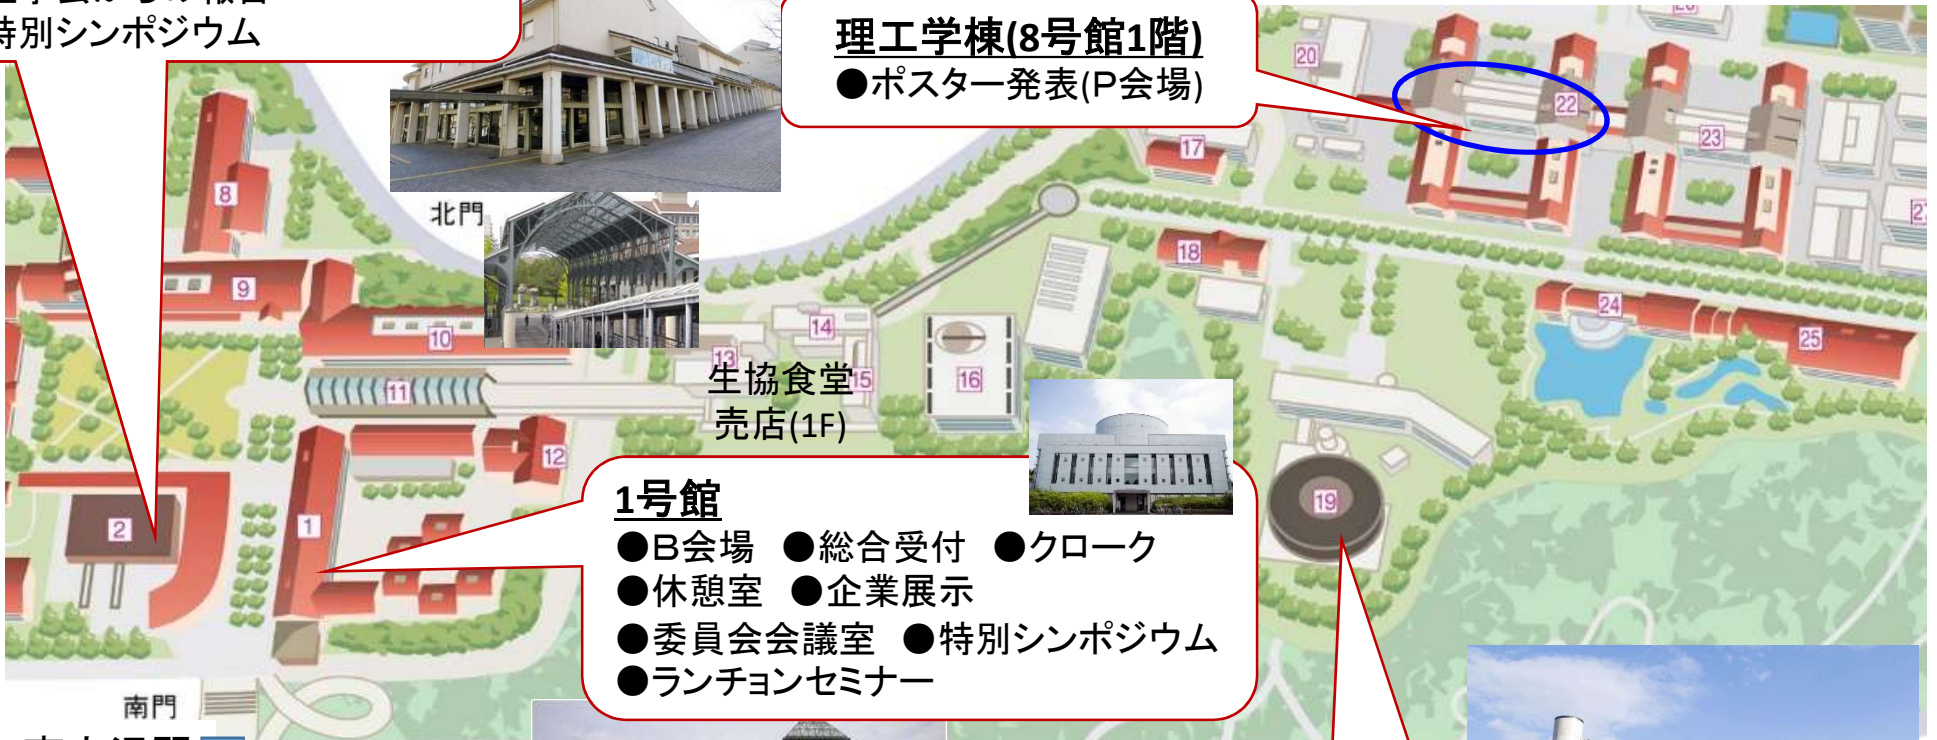 特別シンポジウム
理工学棟(8号館1階)
●ポスター発表(P会場)
20
22
17
23
8
北門
18
9
24
14
10
25
13
生協食堂
15
16
11
売店(1F)
12
1号館
19
2
1
●B会場 ●総合受付 ●クローク
●休憩室 ●企業展示
●委員会会議室 ●特別シンポジウム
●ランチョンセミナー
南門